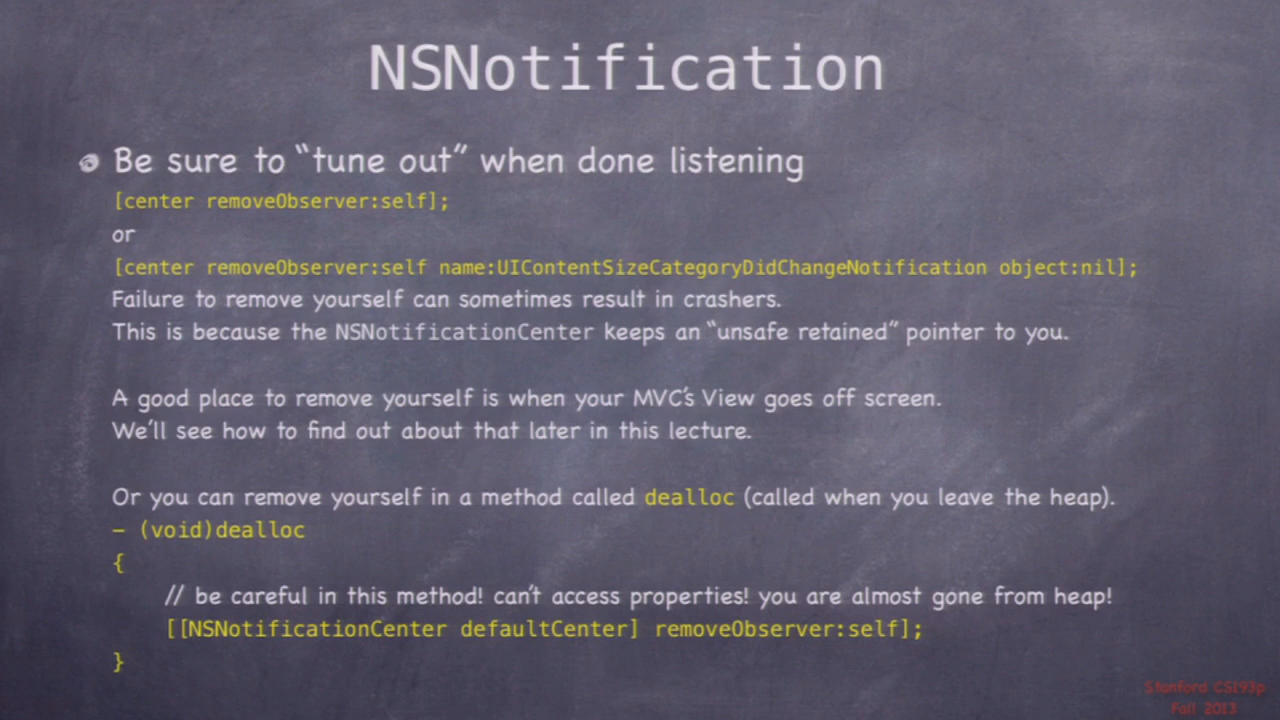 NSNotification
Be sure to “tune out” when done listening
[center removeObserver:self];
or
[center removeObserver:self name:UIContentSizeCategoryDidChangeNotification object:nil];
Failure to remove yourself can sometimes result in crashers.
This is because the NSNotificationCenter keeps an “unsafe retained” pointer to you.
A good place to remove yourself is when your MVC’s View goes off screen.
We’ll see how to find out about that later in this lecture.
Or you can remove yourself in a method called dealloc (called when you leave the heap).
- (void)dealloc
{
// be careful in this method! can’t access properties! you are almost gone from heap!
[[NSNotificationCenter defaultCenter] removeObserver:self];
}
Stanford CS193p
Fall 2013